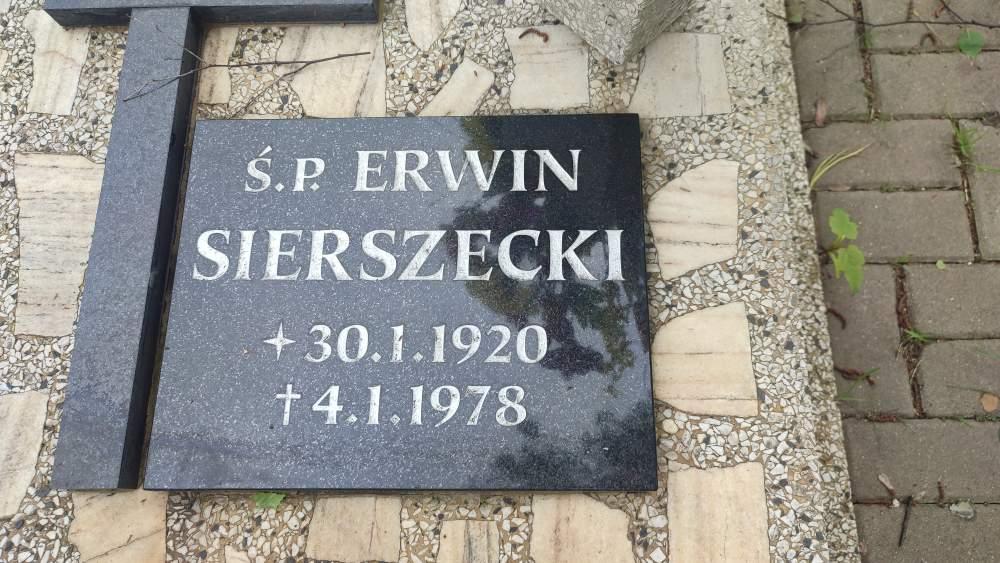 Ś.P. ERWIN
SIERSZECKI
✦ 30.1.1920
† 4.1.1978